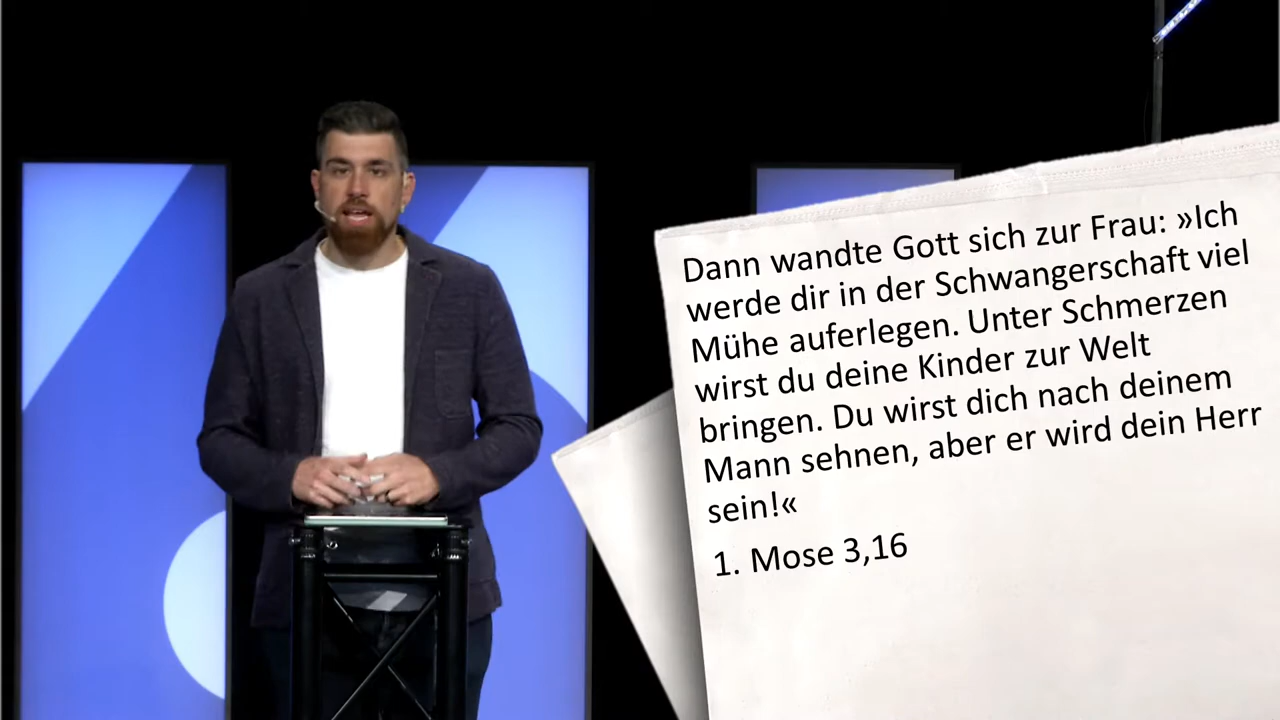 Dann wandte Gott sich zur Frau: »Ich
werde dir in der Schwangerschaft viel
Mühe auferlegen. Unter Schmerzen
wirst du deine Kinder zur Welt
bringen. Du wirst dich nach deinem
Mann sehnen, aber er wird dein Herr
sein!«
1. Mose 3,16